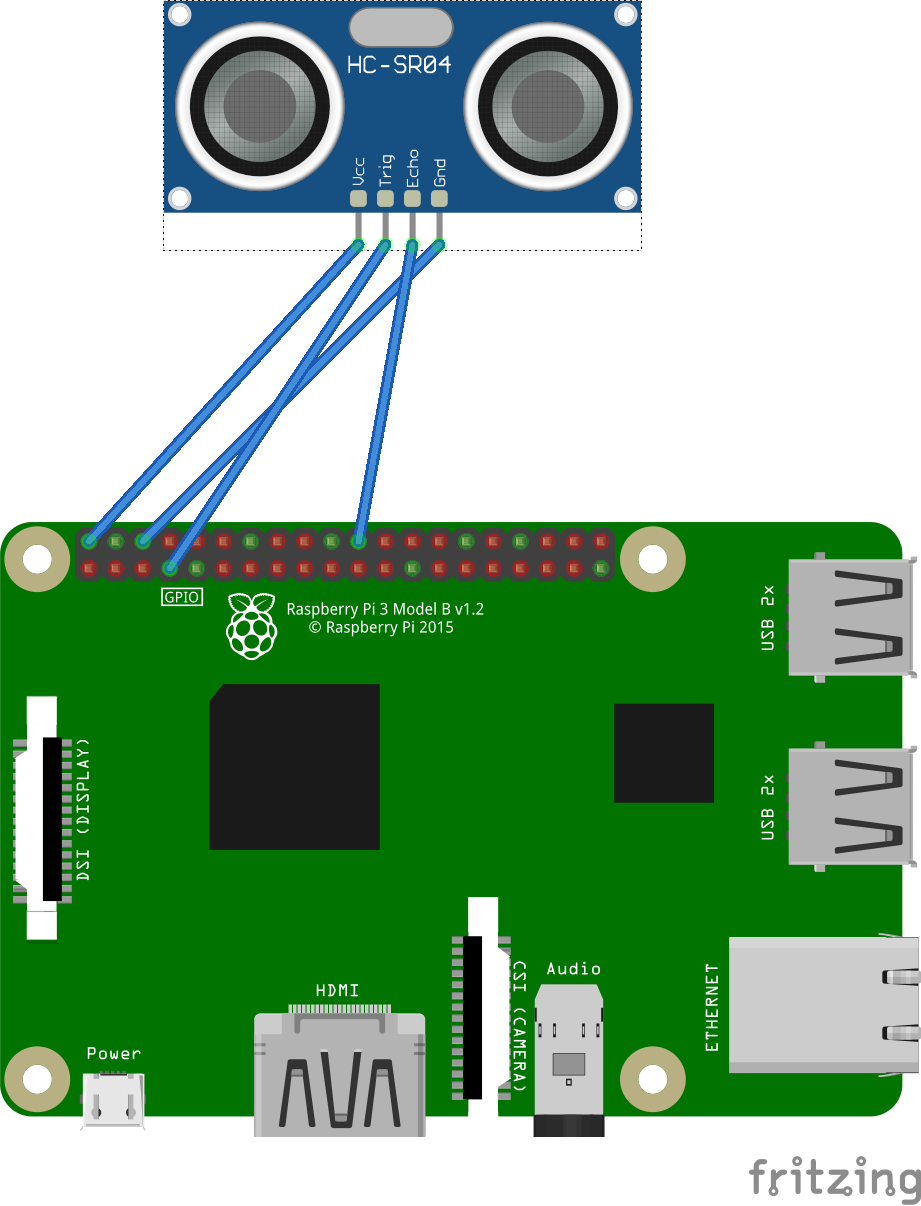 HC-SR04
Vcc
Trig
Echo
Gnd
GPIO
Raspberry Pi 3 Model B v1.2
© Raspberry Pi 2015
USB 2x
USB 2x
DSI (DISPLAY)
CSI (CAMERA)
Audio
ETHERNET
HDMI
Power
fritzing